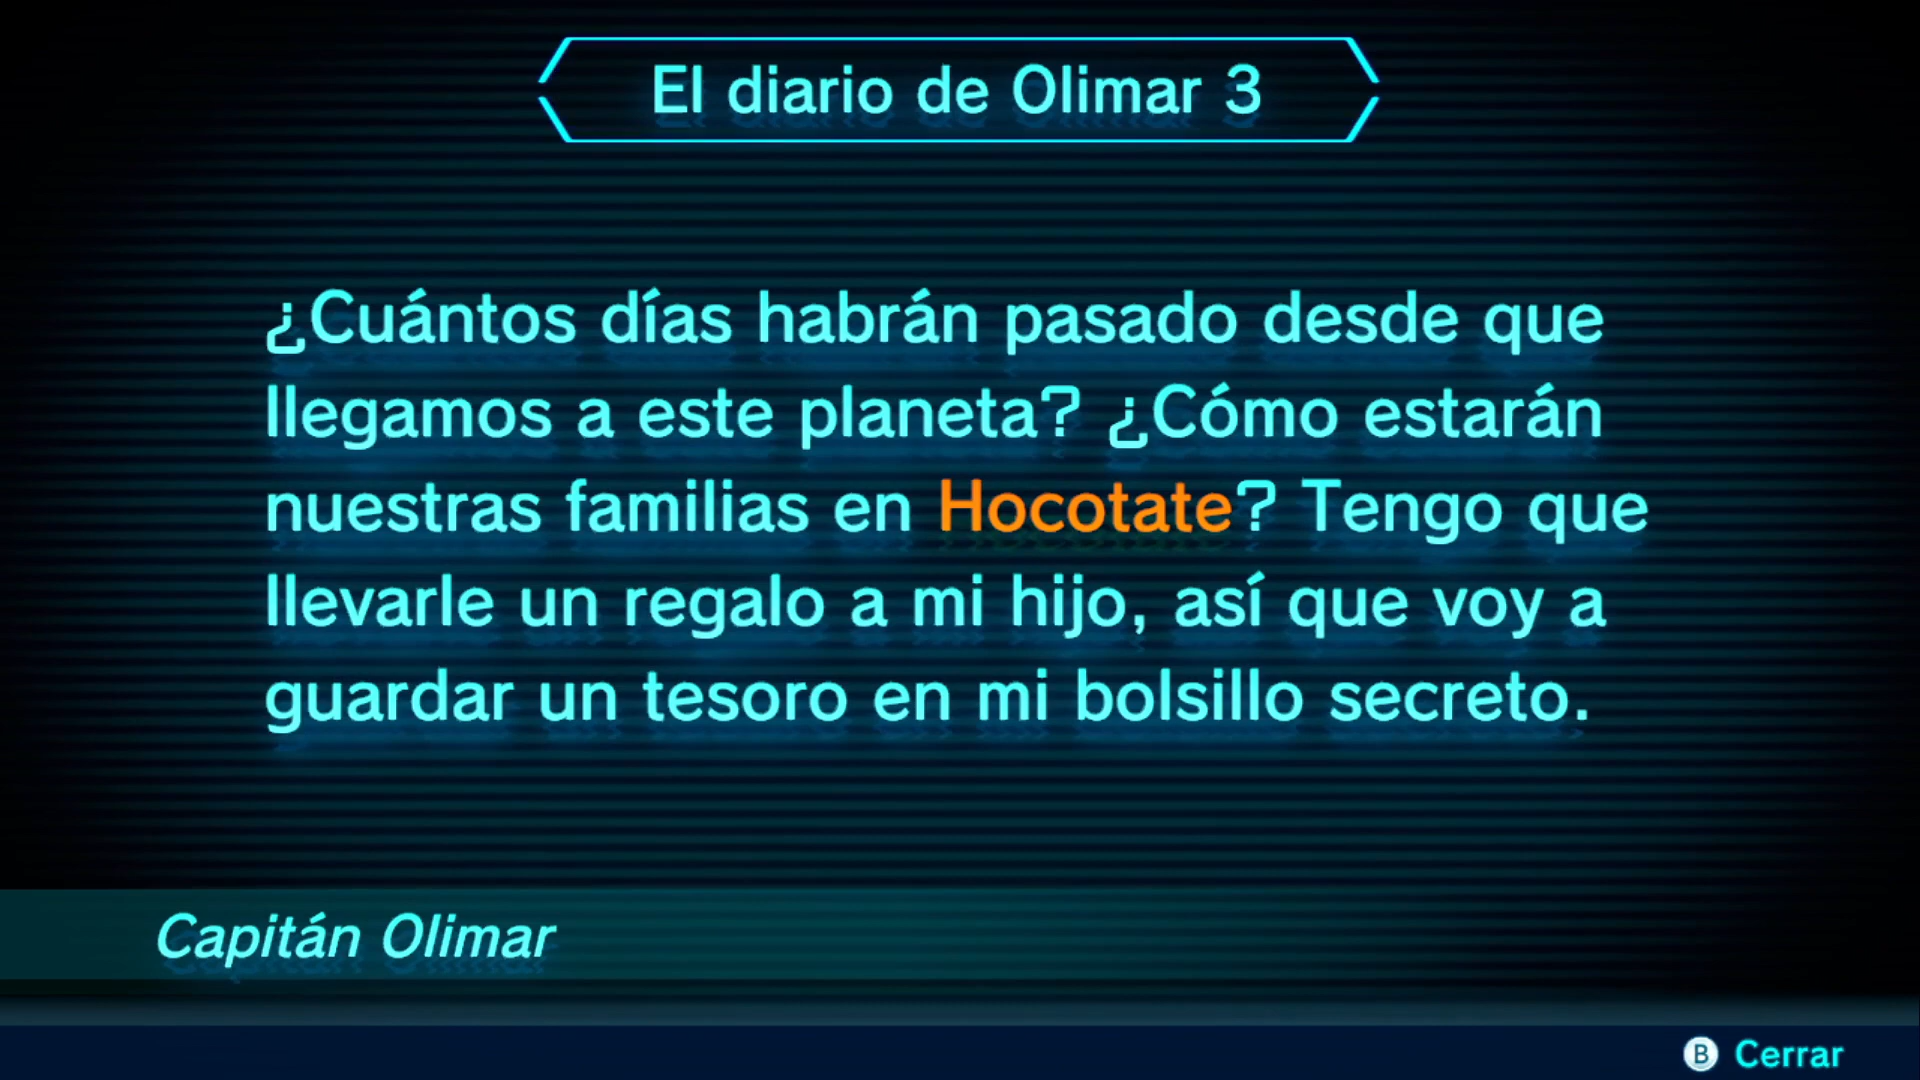 El diario de Olimar 3
¿Cuántos días habrán pasado desde que
llegamos a este planeta? ¿Cómo estarán
nuestras familias en Hocotate? Tengo que
llevarle un regalo a mi hijo, así que voy a
guardar un tesoro en mi bolsillo secreto.
Capitán Olimar
B Cerrar